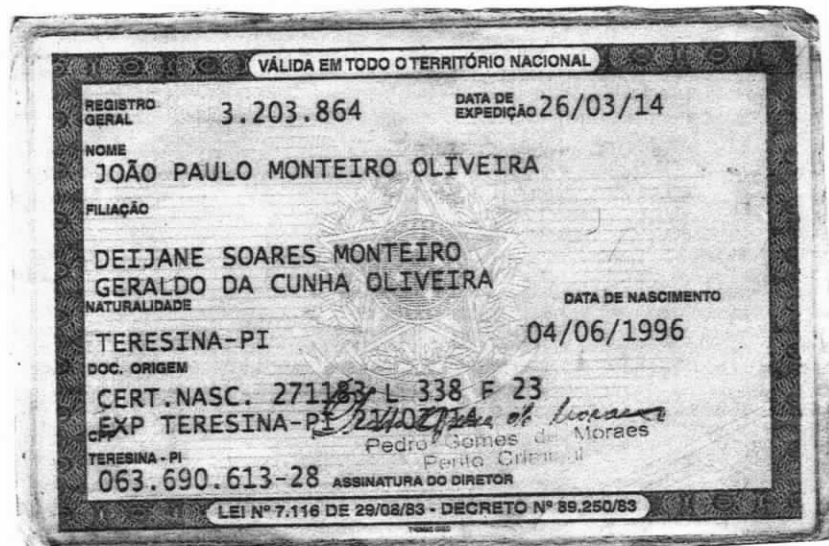 VÁLIDA EM TODO O TERRITÓRIO NACIONAL
REGISTRO GERAL 3.203.864 DATA DE EXPEDIÇÃO 26/03/14
NOME
JOÃO PAULO MONTEIRO OLIVEIRA
FILIAÇÃO
DEIJANE SOARES MONTEIRO
GERALDO DA CUNHA OLIVEIRA
NATURALIDADE DATA DE NASCIMENTO
TERESINA-PI 04/06/1996
DOC. ORIGEM
CERT.NASC. 271183 L 338 F 23
EXP TERESINA-PI
CPF
Pedro Gomes de Moraes
TERESINA - PI Perito Criminal
063.690.613-28 ASSINATURA DO DIRETOR
LEI Nº 7.116 DE 29/08/83 - DECRETO Nº 89.250/83